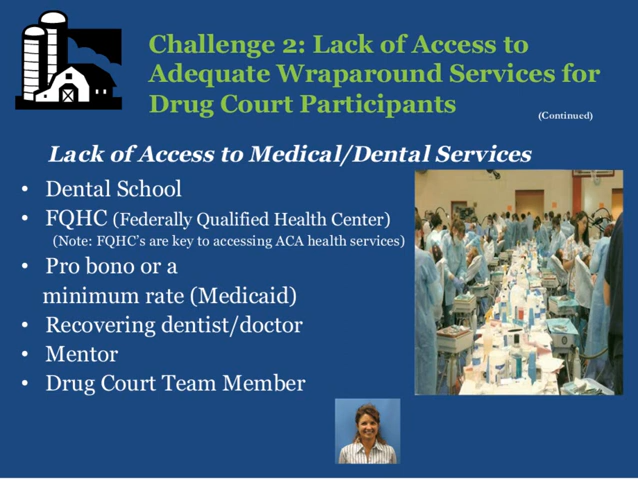 Challenge 2: Lack of Access to
Adequate Wraparound Services for
Drug Court Participants
(Continued)
Lack of Access to Medical/Dental Services
• Dental School
• FQHC (Federally Qualified Health Center)
(Note: FQHC's are key to accessing ACA health services)
• Pro bono or a
minimum rate (Medicaid)
• Recovering dentist/doctor
• Mentor
• Drug Court Team Member